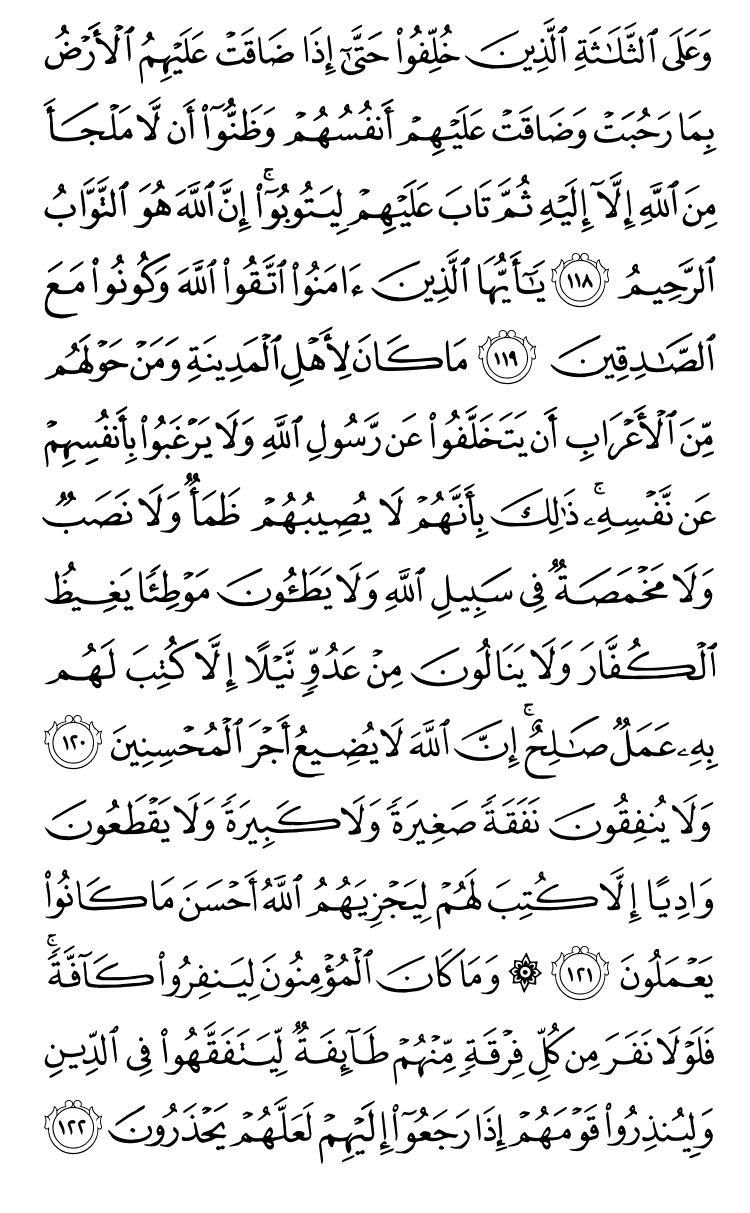 وَعَلَى ٱلثَّلَـٰثَةِ ٱلَّذِينَ خُلِّفُوا۟ حَتَّىٰٓ إِذَا ضَاقَتْ عَلَيْهِمُ ٱلْأَرْضُ
بِمَا رَحُبَتْ وَضَاقَتْ عَلَيْهِمْ أَنفُسُهُمْ وَظَنُّوٓا۟ أَن لَّا مَلْجَأَ
مِنَ ٱللَّهِ إِلَّآ إِلَيْهِ ثُمَّ تَابَ عَلَيْهِمْ لِيَتُوبُوٓا۟ ۚ إِنَّ ٱللَّهَ هُوَ ٱلتَّوَّابُ
ٱلرَّحِيمُ ١١٨ يَـٰٓأَيُّهَا ٱلَّذِينَ ءَامَنُوا۟ ٱتَّقُوا۟ ٱللَّهَ وَكُونُوا۟ مَعَ
ٱلصَّـٰدِقِينَ ١١٩ مَا كَانَ لِأَهْلِ ٱلْمَدِينَةِ وَمَنْ حَوْلَهُم
مِّنَ ٱلْأَعْرَابِ أَن يَتَخَلَّفُوا۟ عَن رَّسُولِ ٱللَّهِ وَلَا يَرْغَبُوا۟ بِأَنفُسِهِمْ
عَن نَّفْسِهِۦ ۚ ذَٰلِكَ بِأَنَّهُمْ لَا يُصِيبُهُمْ ظَمَأٌ وَلَا نَصَبٌ
وَلَا مَخْمَصَةٌ فِى سَبِيلِ ٱللَّهِ وَلَا يَطَـُٔونَ مَوْطِئًا يَغِيظُ
ٱلْكُفَّارَ وَلَا يَنَالُونَ مِنْ عَدُوٍّ نَّيْلًا إِلَّا كُتِبَ لَهُم
بِهِۦ عَمَلٌ صَـٰلِحٌ ۚ إِنَّ ٱللَّهَ لَا يُضِيعُ أَجْرَ ٱلْمُحْسِنِينَ ١٢٠
وَلَا يُنفِقُونَ نَفَقَةً صَغِيرَةً وَلَا كَبِيرَةً وَلَا يَقْطَعُونَ
وَادِيًا إِلَّا كُتِبَ لَهُمْ لِيَجْزِيَهُمُ ٱللَّهُ أَحْسَنَ مَا كَانُوا۟
يَعْمَلُونَ ١٢١ ۞ وَمَا كَانَ ٱلْمُؤْمِنُونَ لِيَنفِرُوا۟ كَآفَّةً ۚ
فَلَوْلَا نَفَرَ مِن كُلِّ فِرْقَةٍ مِّنْهُمْ طَآئِفَةٌ لِّيَتَفَقَّهُوا۟ فِى ٱلدِّينِ
وَلِيُنذِرُوا۟ قَوْمَهُمْ إِذَا رَجَعُوٓا۟ إِلَيْهِمْ لَعَلَّهُمْ يَحْذَرُونَ ١٢٢